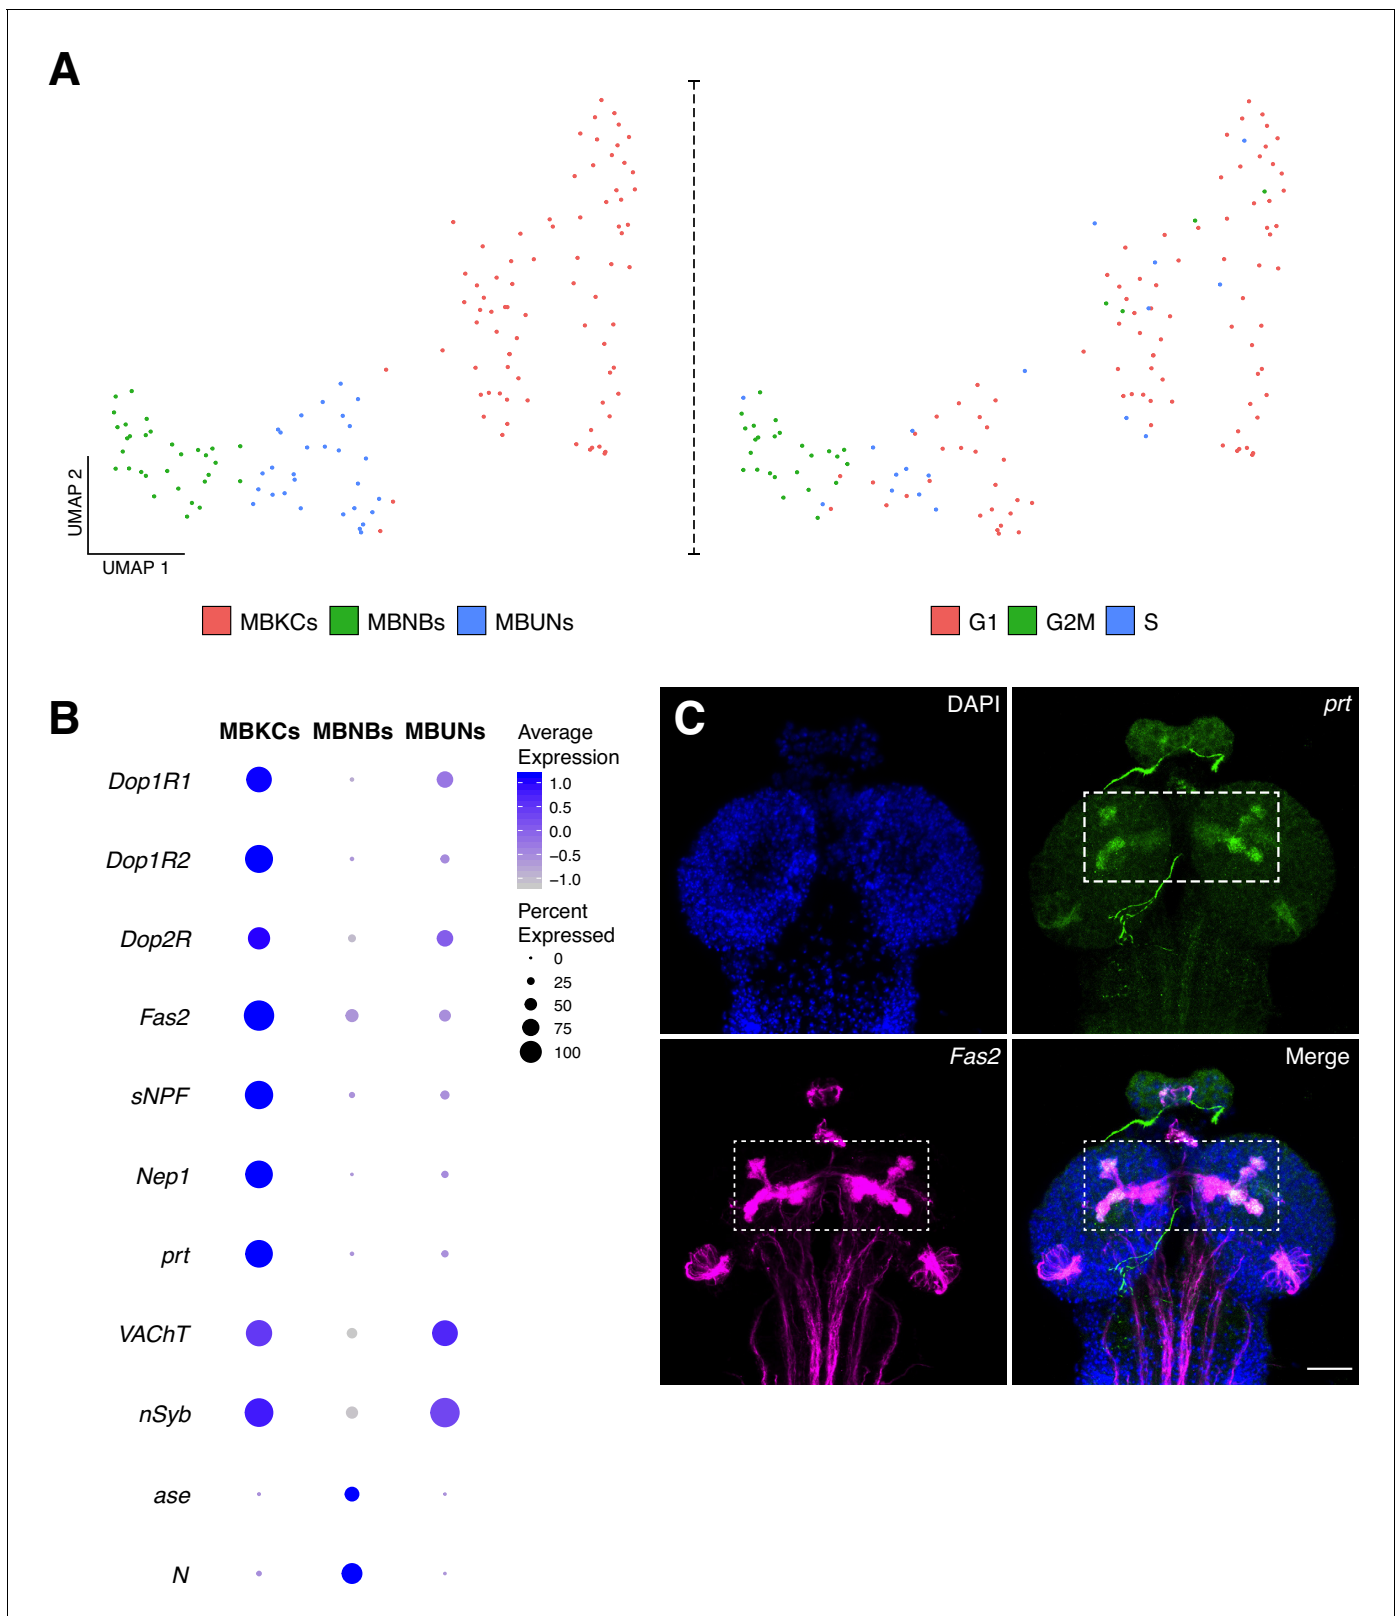 A
UMAP 2
UMAP 1
MBKCs MBNBs MBUNs
G1 G2M S
B
MBKCs MBNBs MBUNs
Dop1R1
Dop1R2
Dop2R
Fas2
sNPF
Nep1
prt
VAChT
nSyb
ase
N
Average
Expression
1.0
0.5
0.0
−0.5
−1.0
Percent
Expressed
0
25
50
75
100
C
DAPI
prt
Fas2
Merge